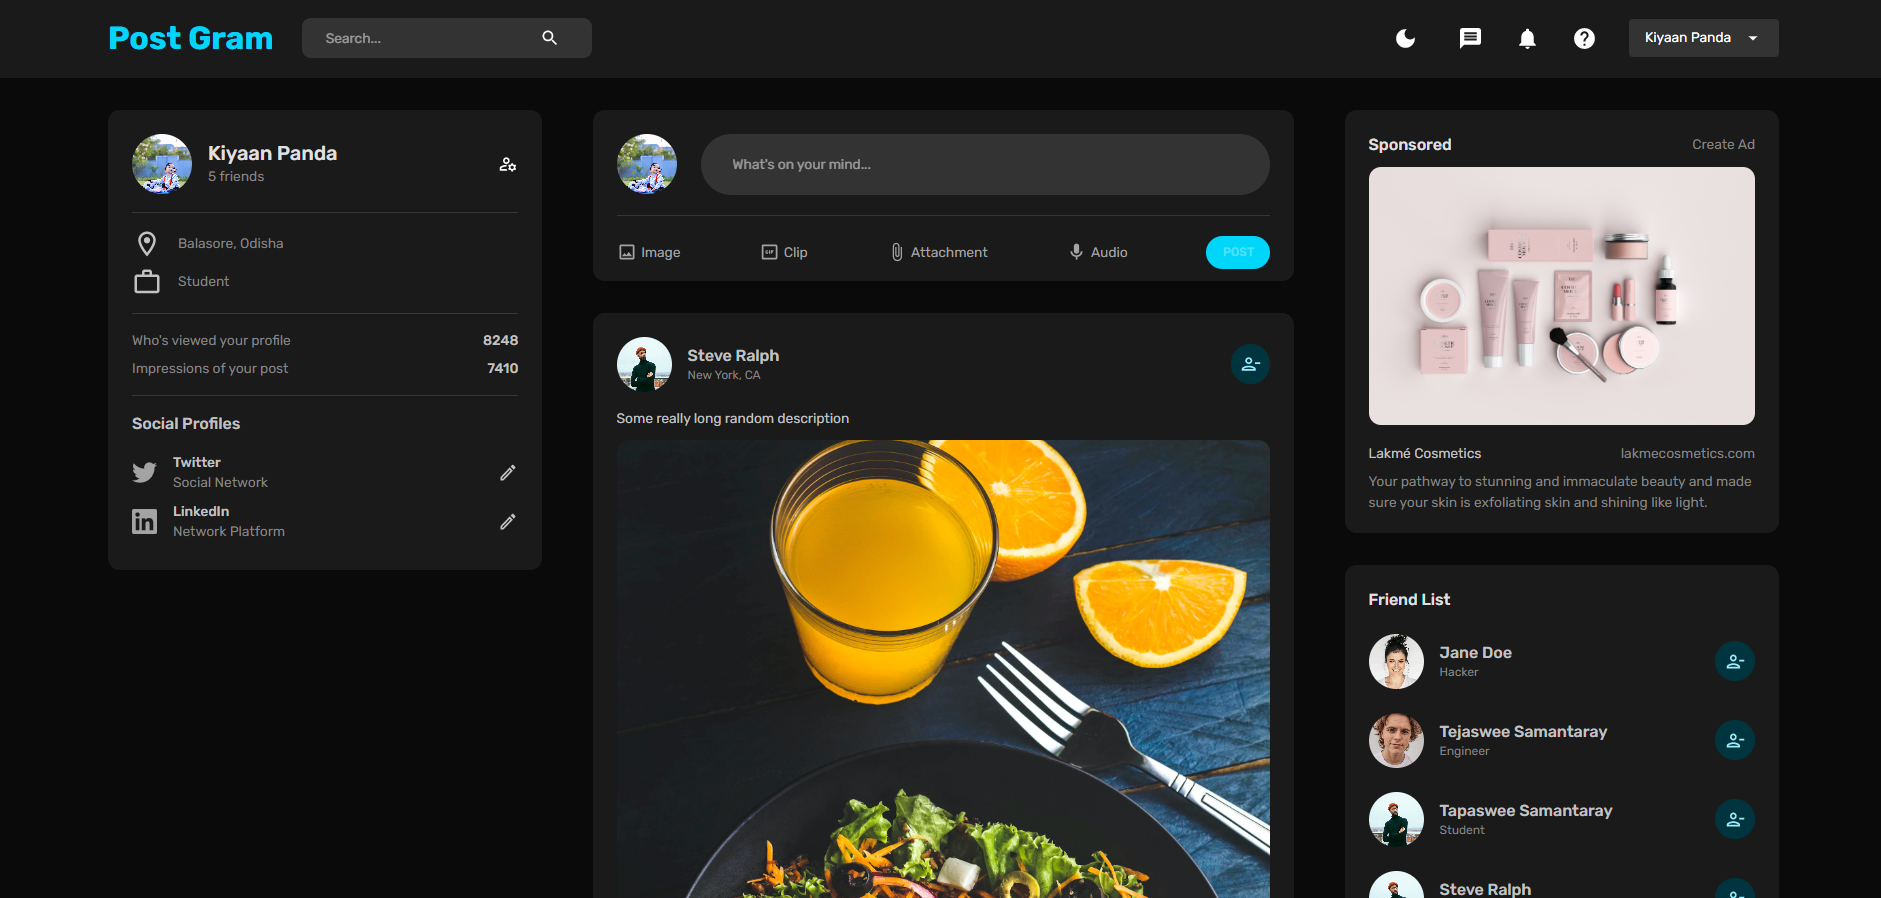 Post Gram
Search...
Kiyaan Panda
Kiyaan Panda
5 friends
Balasore, Odisha
Student
Who's viewed your profile 8248
Impressions of your post 7410
Social Profiles
Twitter
Social Network
LinkedIn
Network Platform
What's on your mind...
Image
Clip
Attachment
Audio
POST
Steve Ralph
New York, CA
Some really long random description
Sponsored
Create Ad
Lakmé Cosmetics
lakmecosmetics.com
Your pathway to stunning and immaculate beauty and made
sure your skin is exfoliating skin and shining like light.
Friend List
Jane Doe
Hacker
Tejaswee Samantaray
Engineer
Tapaswee Samantaray
Student
Steve Ralph